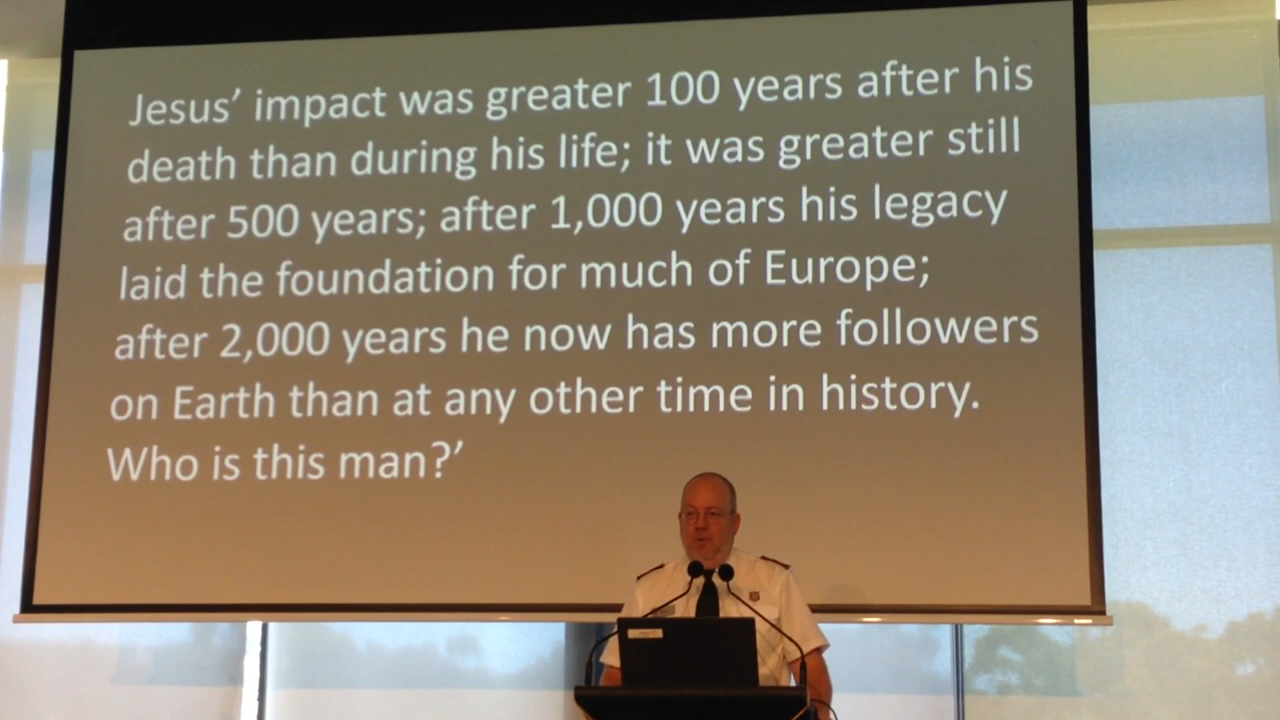 Jesus’ impact was greater 100 years after his
death than during his life; it was greater still
after 500 years; after 1,000 years his legacy
laid the foundation for much of Europe;
after 2,000 years he now has more followers
on Earth than at any other time in history.
Who is this man?’